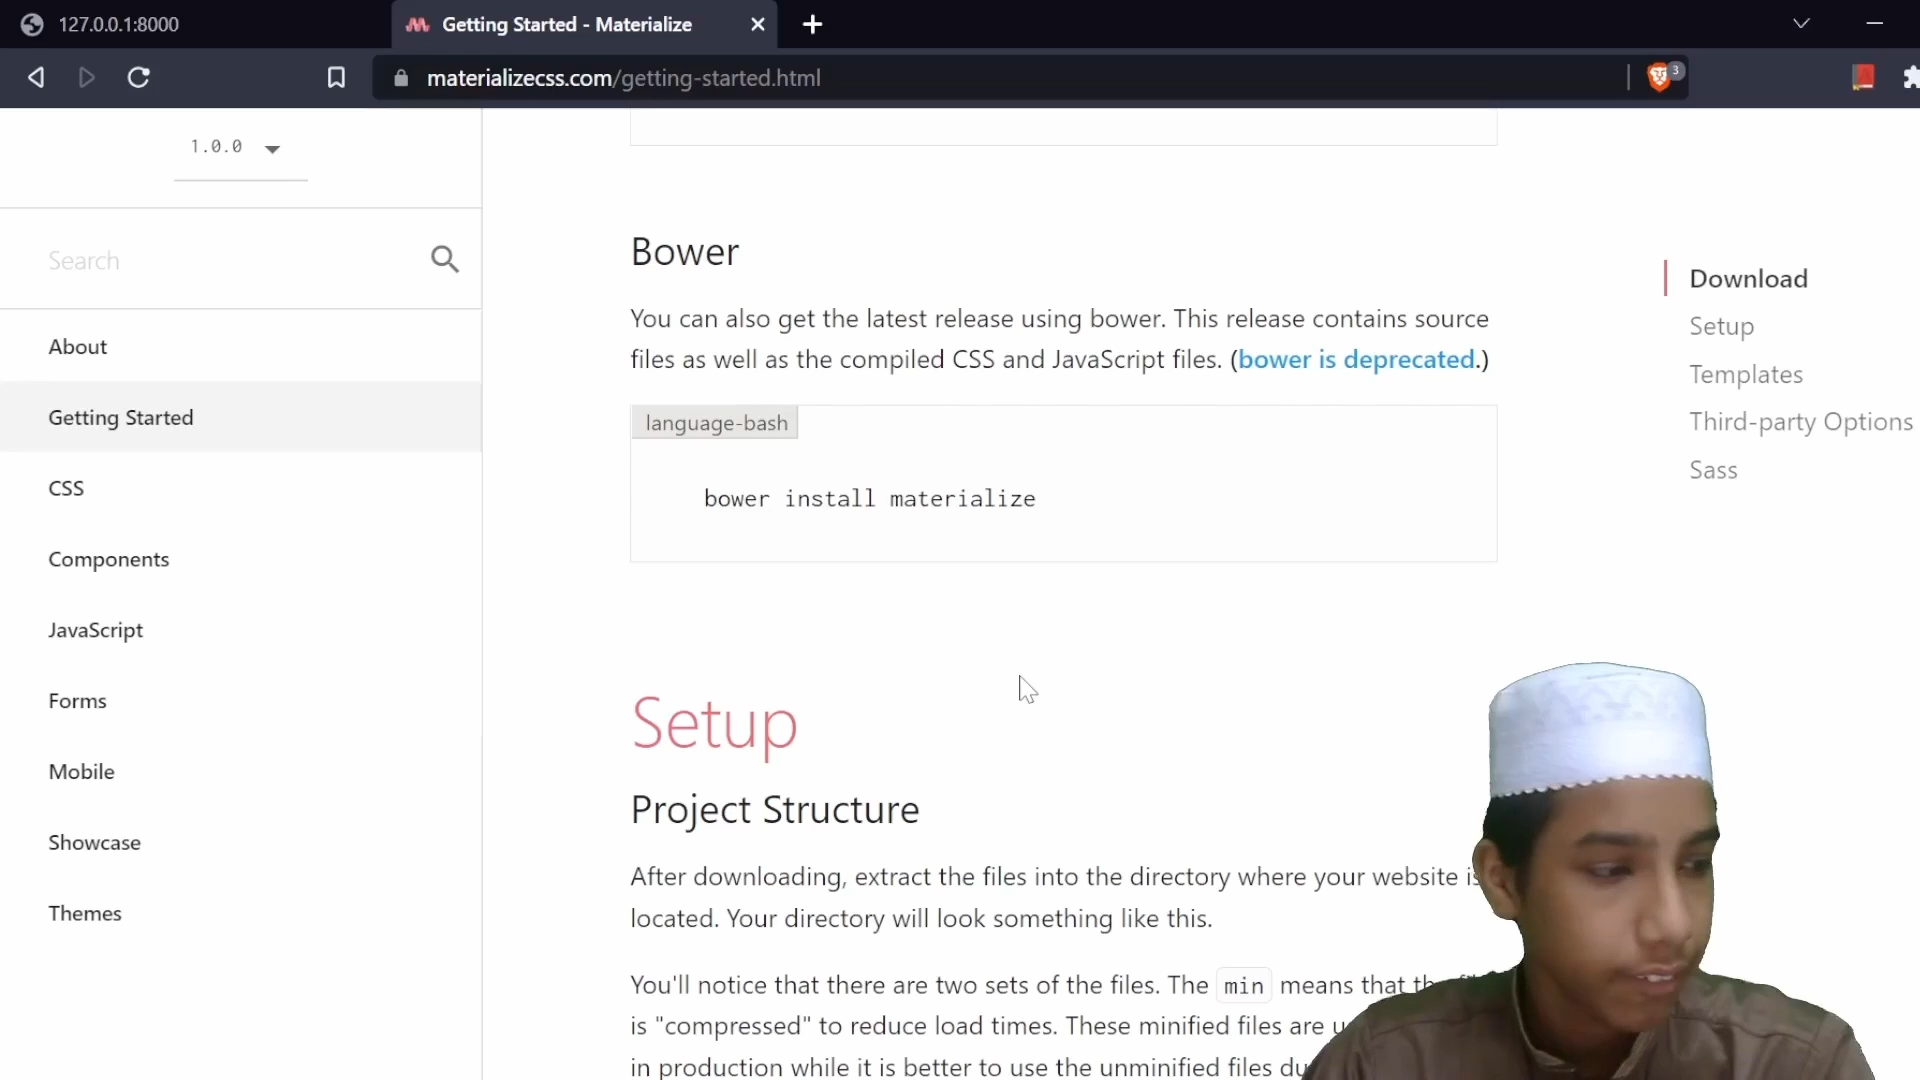 127.0.0.1:8000
Getting Started - Materialize
materializecss.com/getting-started.html
3
1.0.0
Search
About
Getting Started
CSS
Components
JavaScript
Forms
Mobile
Showcase
Themes
Bower
You can also get the latest release using bower. This release contains source
files as well as the compiled CSS and JavaScript files. (bower is deprecated.)
language-bash
bower install materialize
Setup
Project Structure
After downloading, extract the files into the directory where your website is
located. Your directory will look something like this.
You'll notice that there are two sets of the files. The min means that
is "compressed" to reduce load times. These minified files are
in production while it is better to use the unminified files
Download
Setup
Templates
Third-party Options
Sass